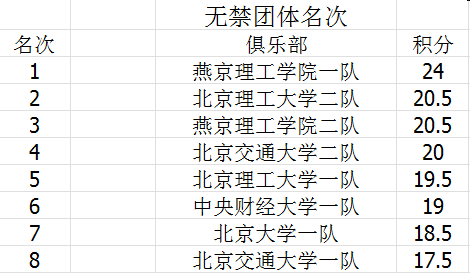 无禁团体名次
名次 俱乐部 积分
1 燕京理工学院一队 24
2 北京理工大学二队 20.5
3 燕京理工学院二队 20.5
4 北京交通大学二队 20
5 北京理工大学一队 19.5
6 中央财经大学一队 19
7 北京大学一队 18.5
8 北京交通大学一队 17.5